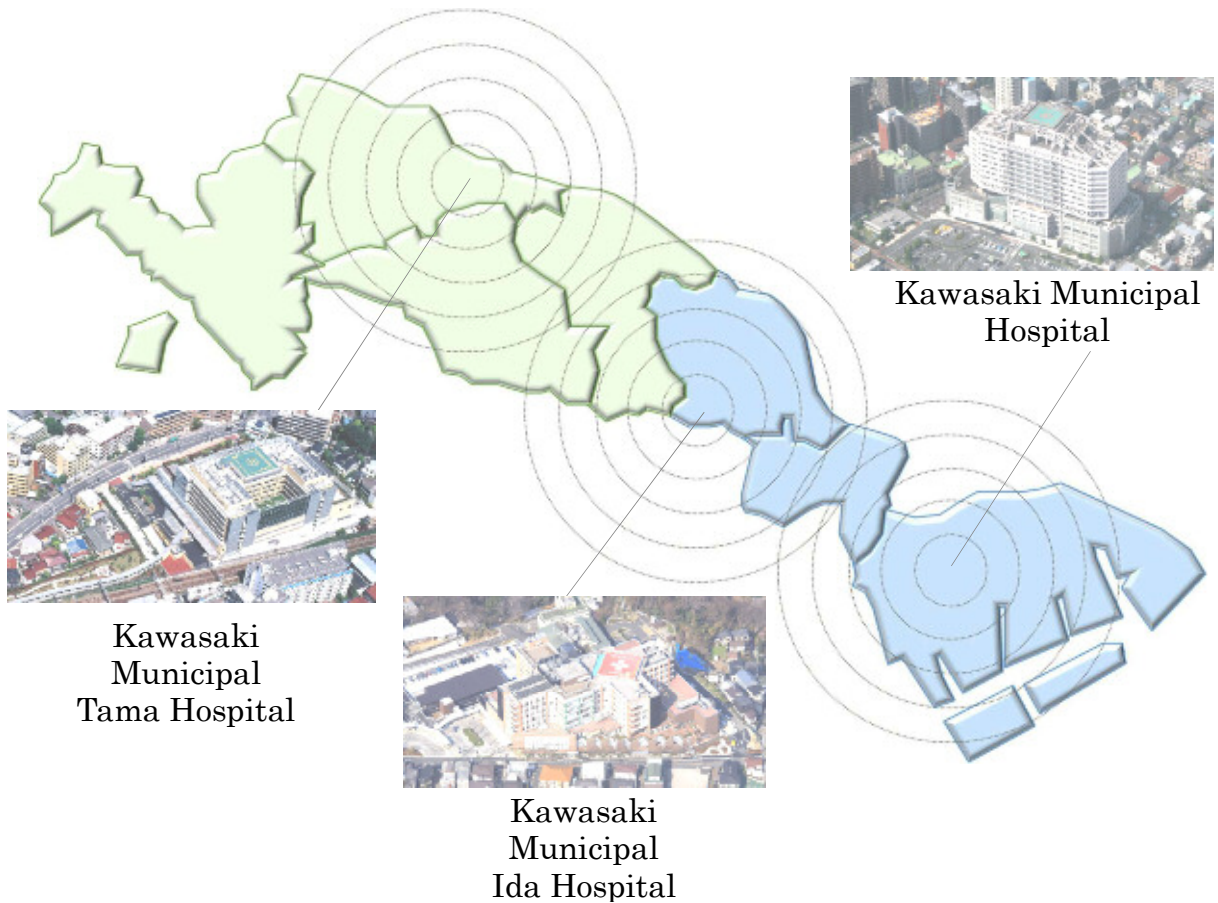 Kawasaki Municipal
Hospital
Kawasaki
Municipal
Tama Hospital
Kawasaki
Municipal
Ida Hospital